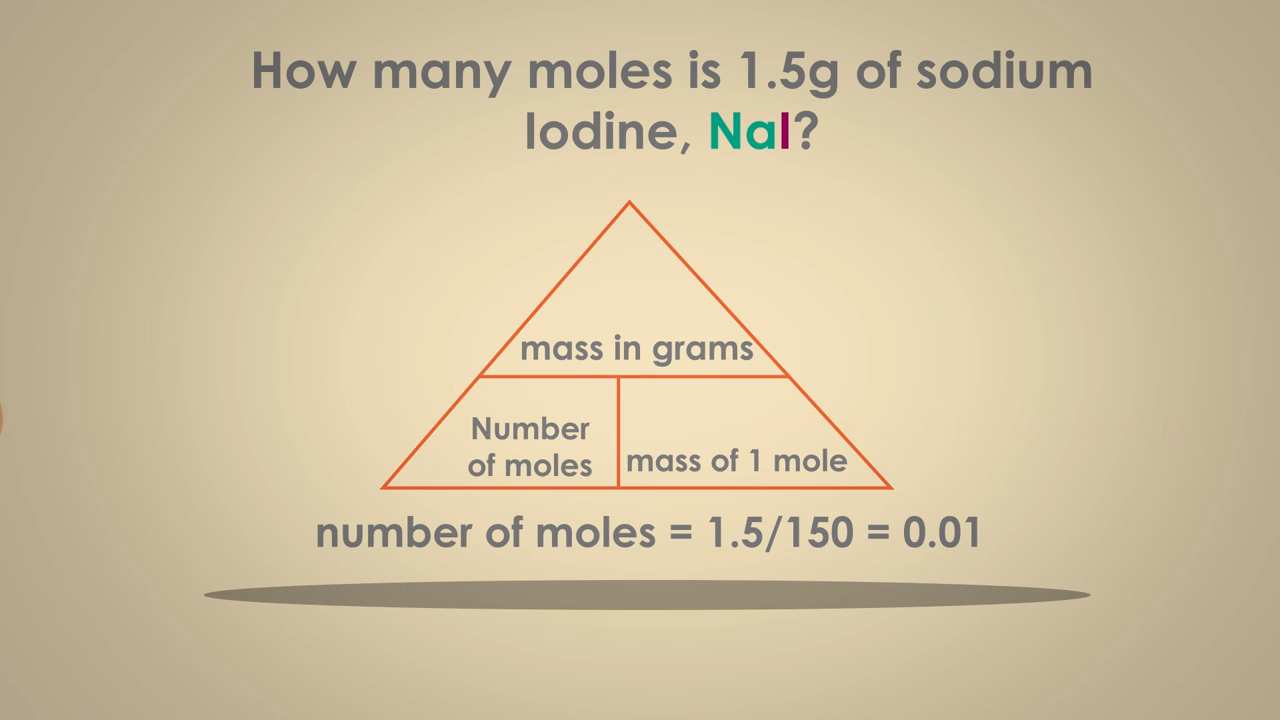 How many moles is 1.5g of sodium
Iodine, NaI?
mass in grams
Number
of moles
mass of 1 mole
number of moles = 1.5/150 = 0.01